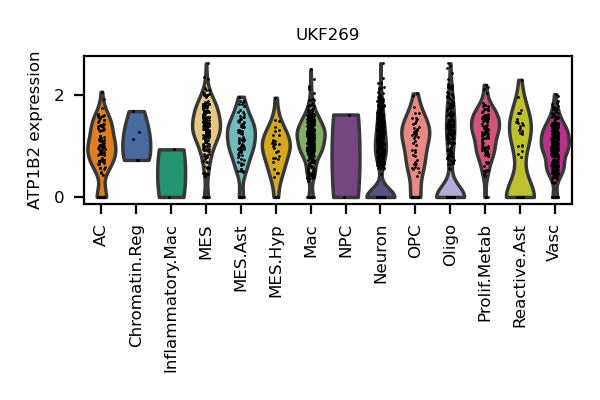 UKF269
ATP1B2 expression
2
0
AC
Chromatin.Reg
Inflammatory.Mac
MES
MES.Ast
MES.Hyp
Mac
NPC
Neuron
OPC
Oligo
Prolif.Metab
Reactive.Ast
Vasc